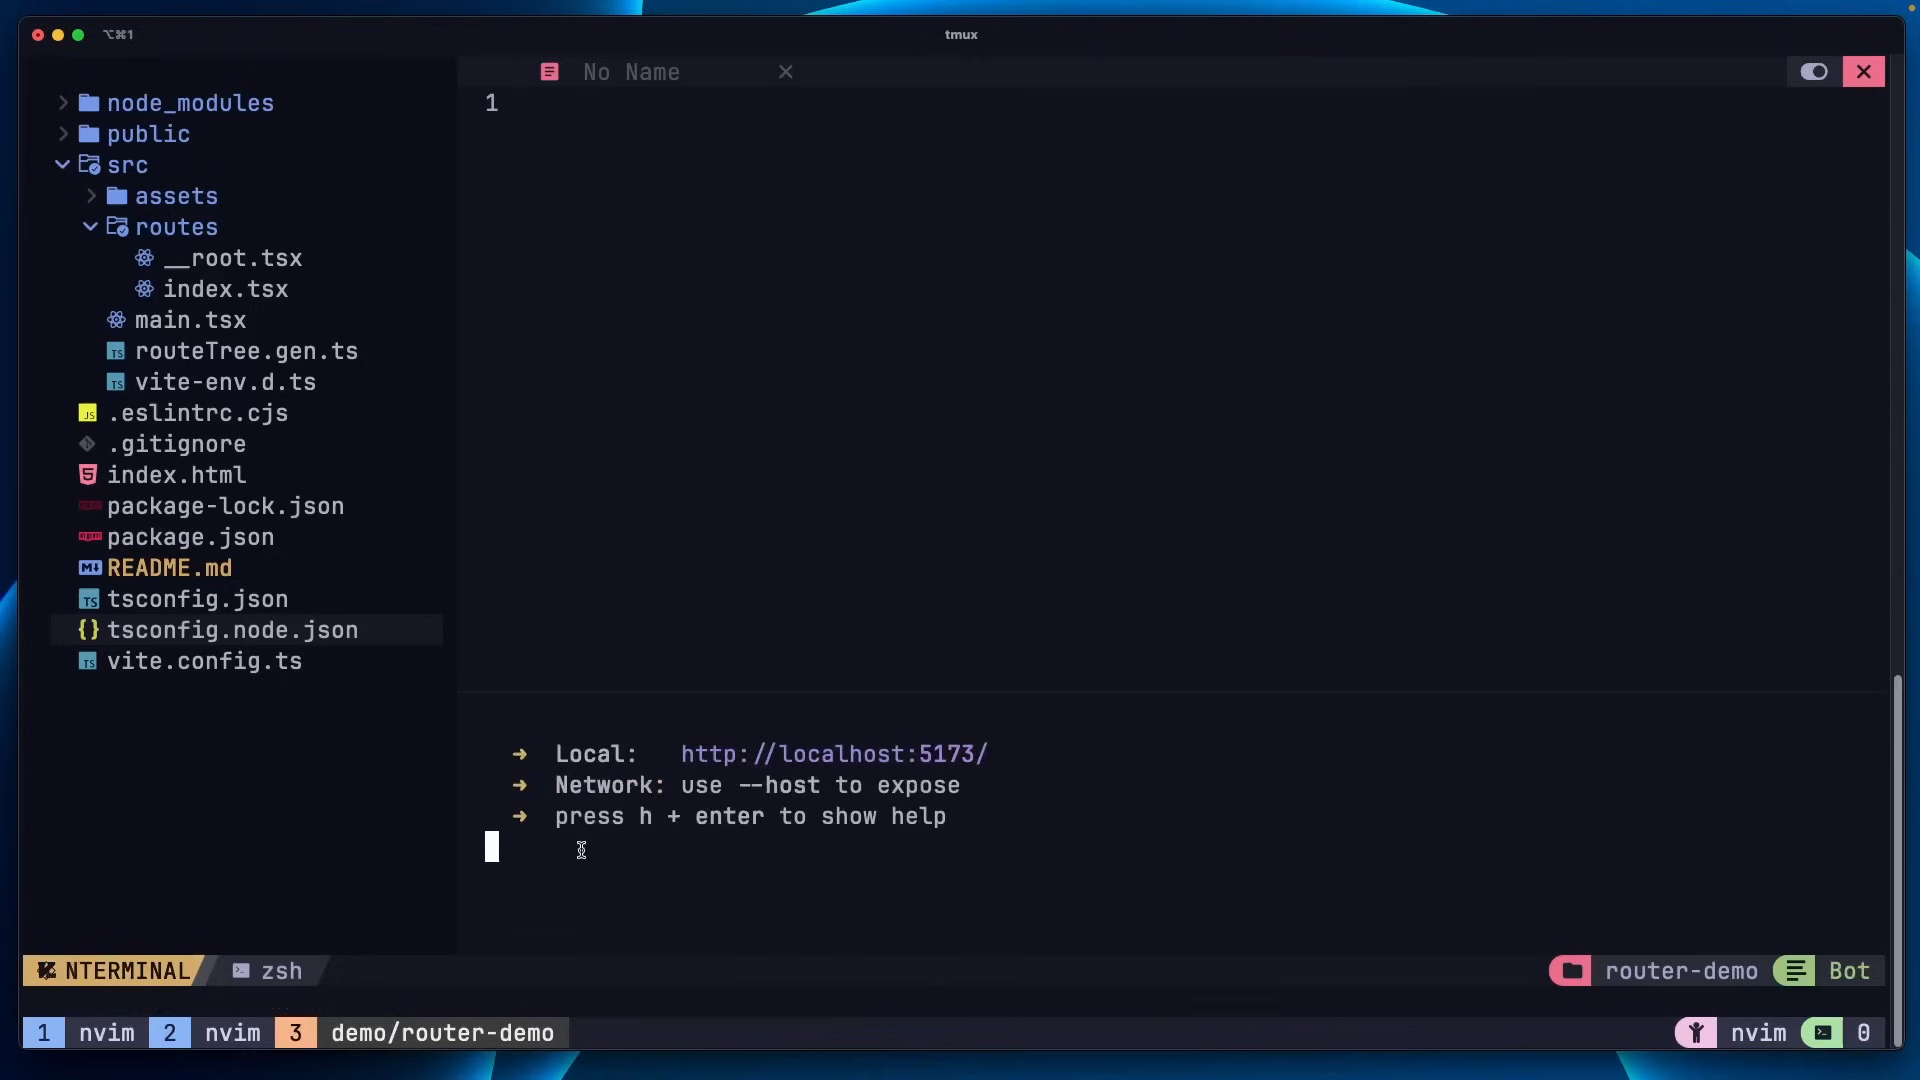 ⌥⌘1
tmux
No Name
node_modules
public
src
assets
routes
__root.tsx
index.tsx
main.tsx
routeTree.gen.ts
vite-env.d.ts
.eslintrc.cjs
.gitignore
index.html
package-lock.json
package.json
README.md
tsconfig.json
tsconfig.node.json
vite.config.ts
1
➜ Local: http://localhost:5173/
➜ Network: use --host to expose
➜ press h + enter to show help
NTERMINAL zsh router-demo Bot
1 nvim 2 nvim 3 demo/router-demo nvim 0